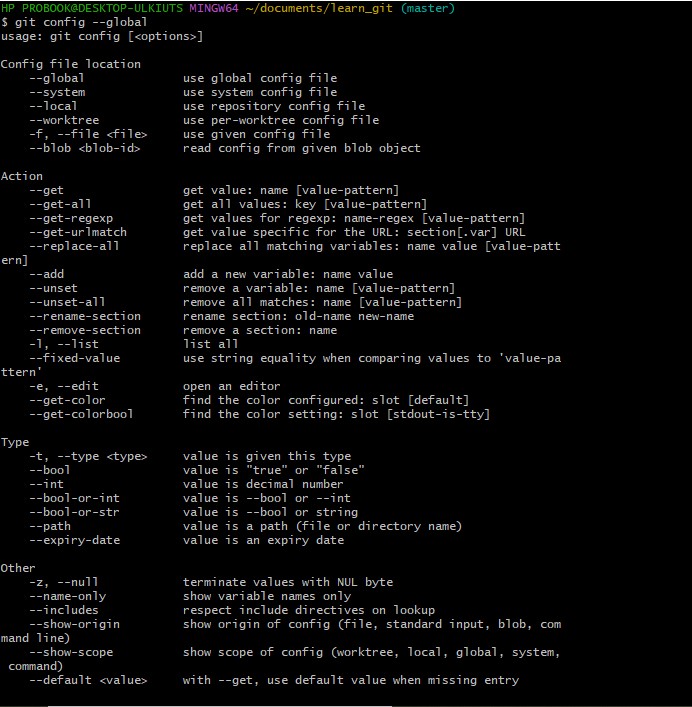 HP PROBOOK@DESKTOP-ULKIUTS MINGW64 ~/documents/learn_git (master)
$ git config --global
usage: git config [<options>]

Config file location
    --global              use global config file
    --system              use system config file
    --local               use repository config file
    --worktree            use per-worktree config file
    -f, --file <file>     use given config file
    --blob <blob-id>      read config from given blob object

Action
    --get                 get value: name [value-pattern]
    --get-all             get all values: key [value-pattern]
    --get-regexp          get values for regexp: name-regex [value-pattern]
    --get-urlmatch        get value specific for the URL: section[.var] URL
    --replace-all         replace all matching variables: name value [value-patt
ern]
    --add                 add a new variable: name value
    --unset               remove a variable: name [value-pattern]
    --unset-all           remove all matches: name [value-pattern]
    --rename-section      rename section: old-name new-name
    --remove-section      remove a section: name
    -l, --list            list all
    --fixed-value         use string equality when comparing values to 'value-pa
ttern'
    -e, --edit            open an editor
    --get-color           find the color configured: slot [default]
    --get-colorbool       find the color setting: slot [stdout-is-tty]

Type
    -t, --type <type>     value is given this type
    --bool                value is "true" or "false"
    --int                 value is decimal number
    --bool-or-int         value is --bool or --int
    --bool-or-str         value is --bool or string
    --path                value is a path (file or directory name)
    --expiry-date         value is an expiry date

Other
    -z, --null            terminate values with NUL byte
    --name-only           show variable names only
    --includes            respect include directives on lookup
    --show-origin         show origin of config (file, standard input, blob, com
mand line)
    --show-scope          show scope of config (worktree, local, global, system,
 command)
    --default <value>     with --get, use default value when missing entry